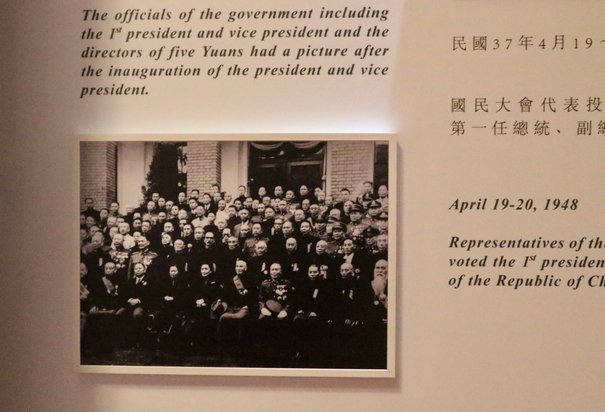 The officials of the government including
the 1st president and vice president and the
directors of five Yuans had a picture after
the inauguration of the president and vice
president.
民國37年4月19～
國民大會代表投
第一任總統、副
April 19-20, 1948
Representatives of th
voted the 1st presiden
of the Republic of Ch